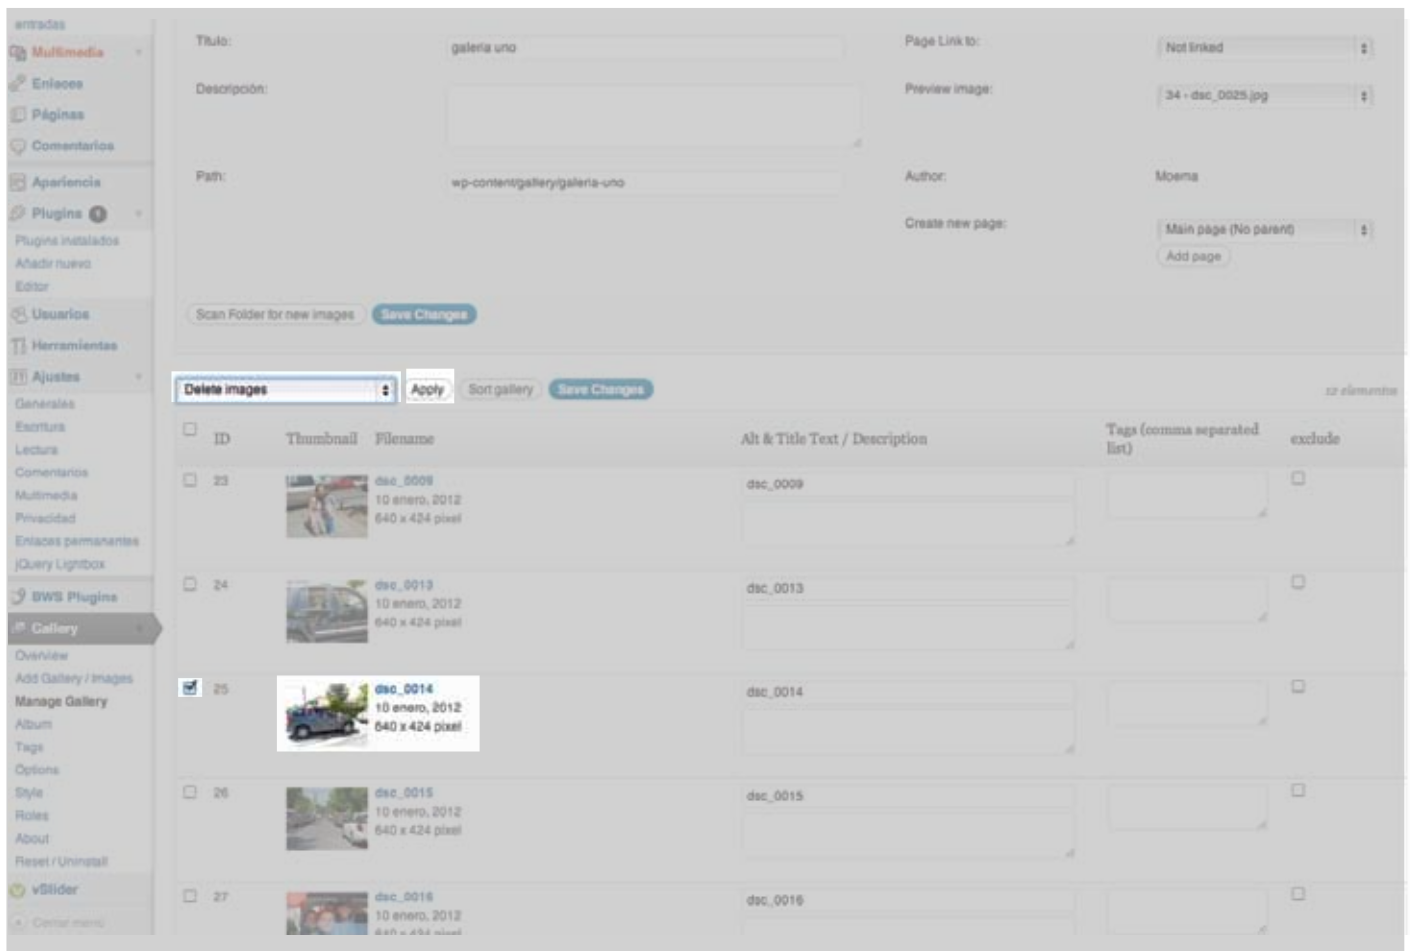 entradas
Multimedia
Enlaces
Páginas
Comentarios
Apariencia
Plugins
Plugins instalados
Añadir nuevo
Editor
Usuarios
Herramientas
Ajustes
Generales
Escritura
Lectura
Comentarios
Multimedia
Privacidad
Enlaces permanentes
jQuery Lightbox
BWS Plugins
Gallery
Overview
Add Gallery / Images
Manage Gallery
Album
Tags
Options
Style
Roles
About
Reset / Uninstall
vSlider
Cerrar menú
Título: galeria uno Page Link to: Not linked
Descripción: Preview image: 34 - dsc_0025.jpg
Path: wp-content/gallery/galeria-uno Author: Moema
Create new page: Main page (No parent)
Add page
Scan Folder for new images Save Changes
Delete images Apply Sort gallery Save Changes 12 elementos
ID Thumbnail Filename Alt & Title Text / Description Tags (comma separated list) exclude
23 dsc_0009 dsc_0009
10 enero, 2012
640 x 424 pixel
24 dsc_0013 dsc_0013
10 enero, 2012
640 x 424 pixel
25 dsc_0014 dsc_0014
10 enero, 2012
640 x 424 pixel
26 dsc_0015 dsc_0015
10 enero, 2012
640 x 424 pixel
27 dsc_0016 dsc_0016
10 enero, 2012
640 x 424 pixel